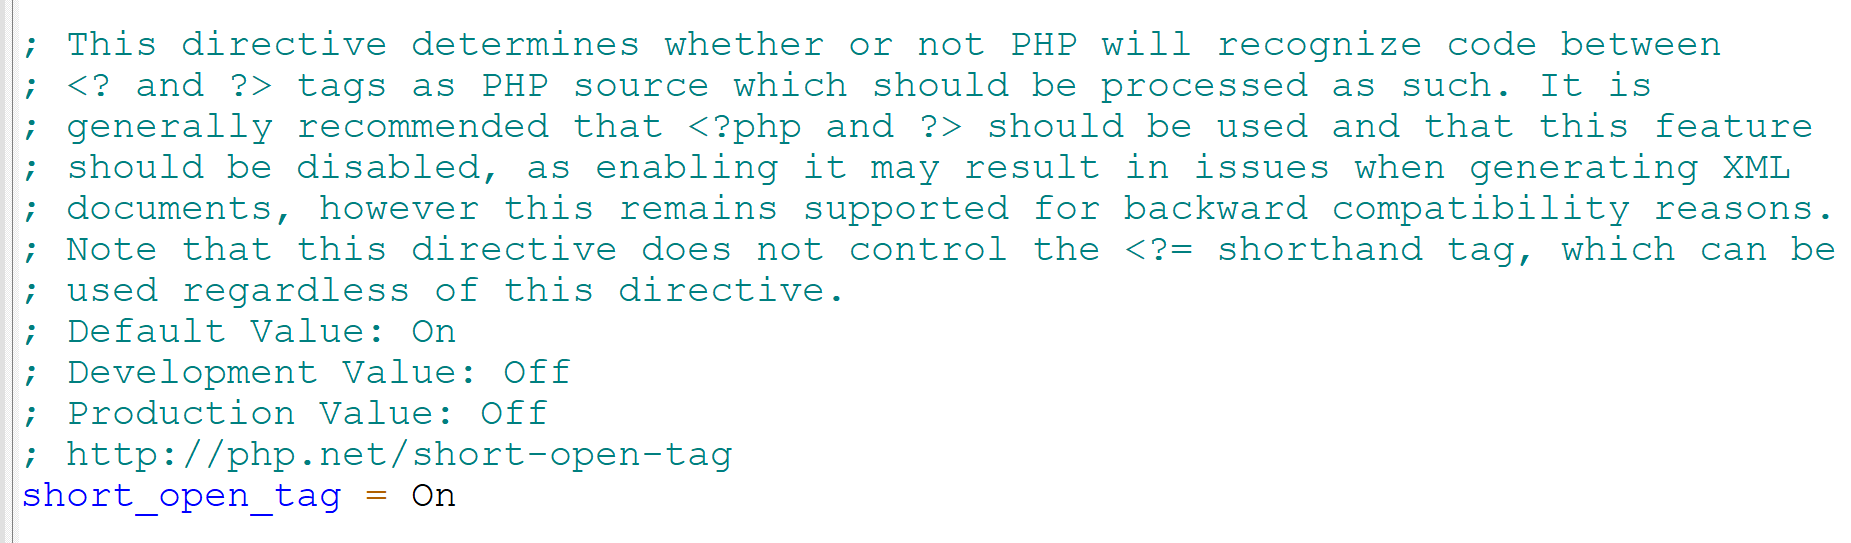 ; This directive determines whether or not PHP will recognize code between
; <? and ?> tags as PHP source which should be processed as such. It is
; generally recommended that <?php and ?> should be used and that this feature
; should be disabled, as enabling it may result in issues when generating XML
; documents, however this remains supported for backward compatibility reasons.
; Note that this directive does not control the <?= shorthand tag, which can be
; used regardless of this directive.
; Default Value: On
; Development Value: Off
; Production Value: Off
; http://php.net/short-open-tag
short_open_tag = On